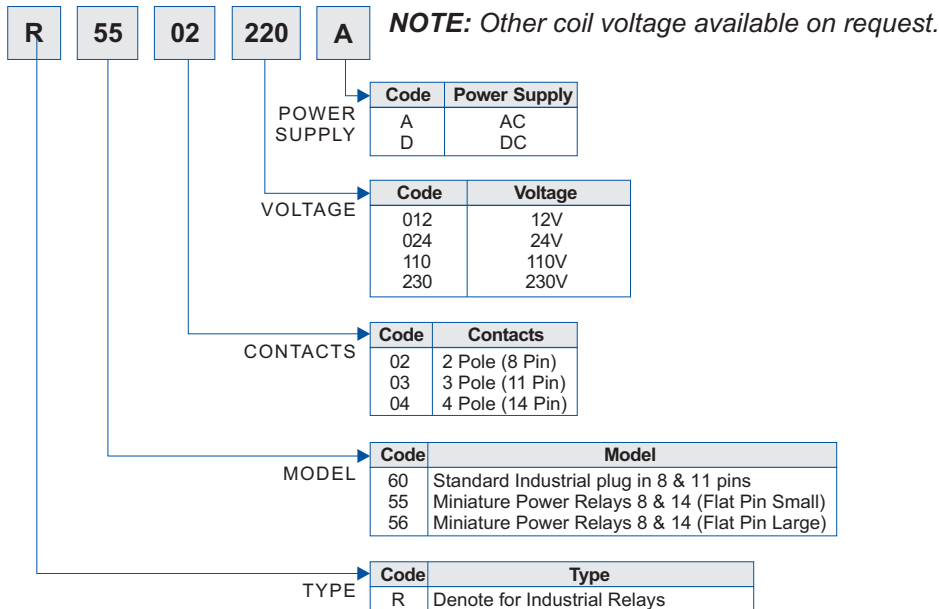 R 55 02 220 A NOTE: Other coil voltage available on request.
POWER SUPPLY
Code Power Supply
A AC
D DC
VOLTAGE
Code Voltage
012 12V
024 24V
110 110V
230 230V
CONTACTS
Code Contacts
02 2 Pole (8 Pin)
03 3 Pole (11 Pin)
04 4 Pole (14 Pin)
MODEL
Code Model
60 Standard Industrial plug in 8 & 11 pins
55 Miniature Power Relays 8 & 14 (Flat Pin Small)
56 Miniature Power Relays 8 & 14 (Flat Pin Large)
TYPE
Code Type
R Denote for Industrial Relays